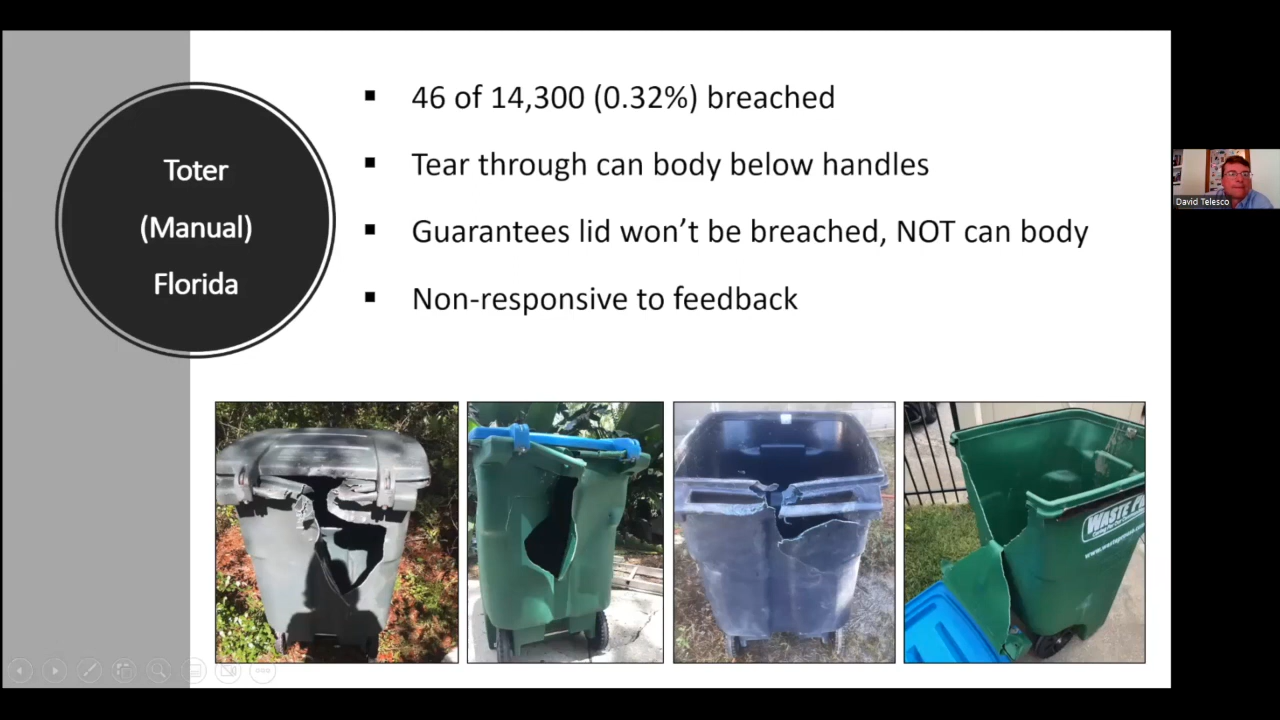 Toter
(Manual)
Florida
▪ 46 of 14,300 (0.32%) breached
▪ Tear through can body below handles
▪ Guarantees lid won’t be breached, NOT can body
▪ Non-responsive to feedback
David Telesco
WASTE